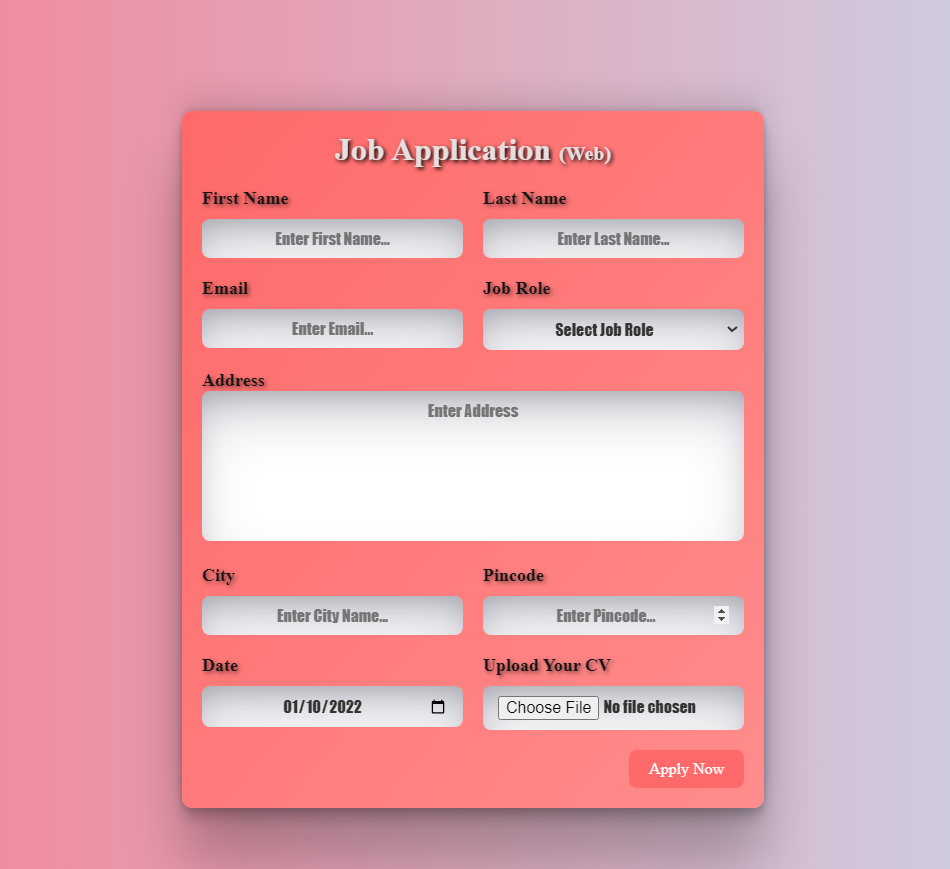 Job Application (Web)
First Name
Last Name
Enter First Name...
Enter Last Name...
Email
Job Role
Enter Email...
Select Job Role
Address
Enter Address
City
Pincode
Enter City Name...
Enter Pincode...
Date
Upload Your CV
01/10/2022
Choose File No file chosen
Apply Now